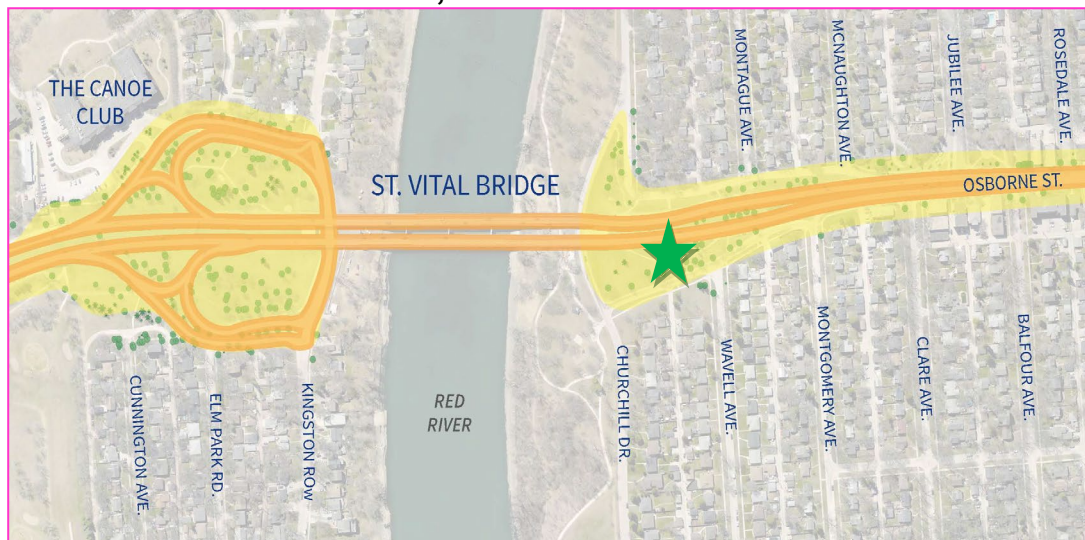 THE CANOE
CLUB
ST. VITAL BRIDGE
MONTAGUE AVE.
MCNAUGHTON AVE.
JUBILEE AVE.
ROSEDALE AVE.
OSBORNE ST.
CUNNINGTON AVE.
ELM PARK RD.
KINGSTON ROw
RED
RIVER
CHURCHILL DR.
WAVELL AVE.
MONTGOMERY AVE.
CLARE AVE.
BALFOUR AVE.